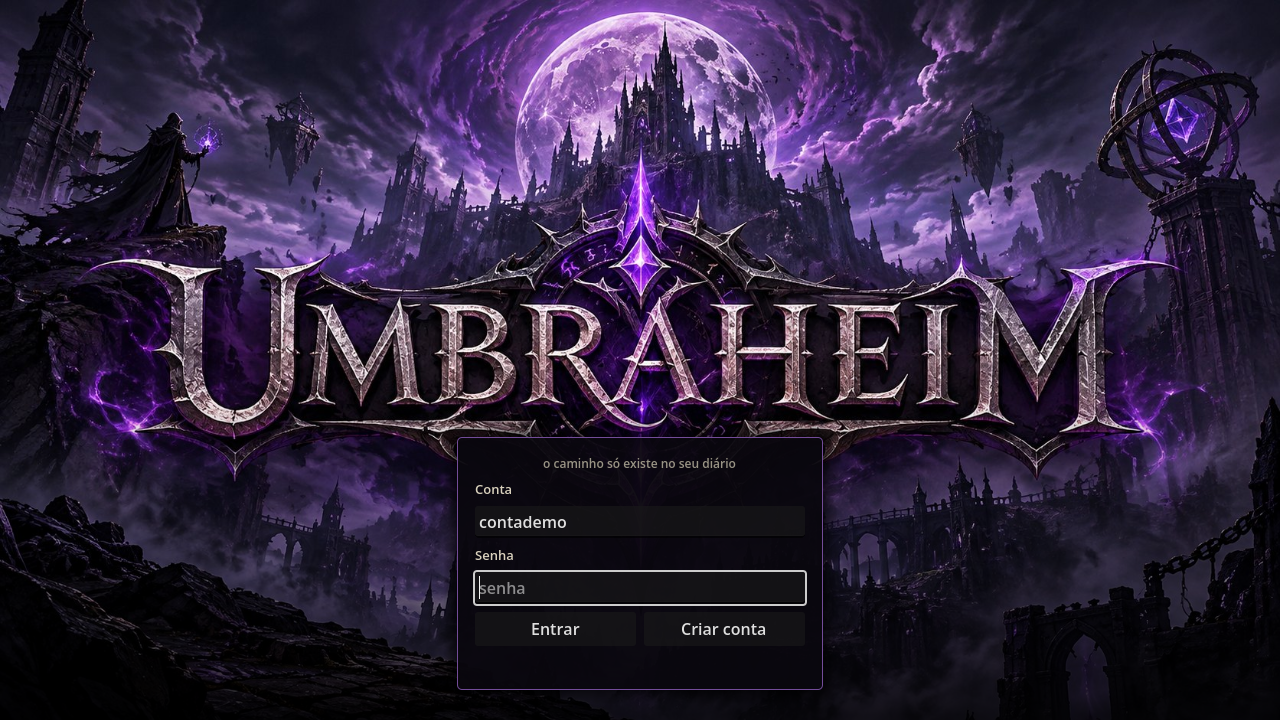 UMBRAHEIM
o caminho só existe no seu diário
Conta
contademo
Senha
senha
Entrar
Criar conta